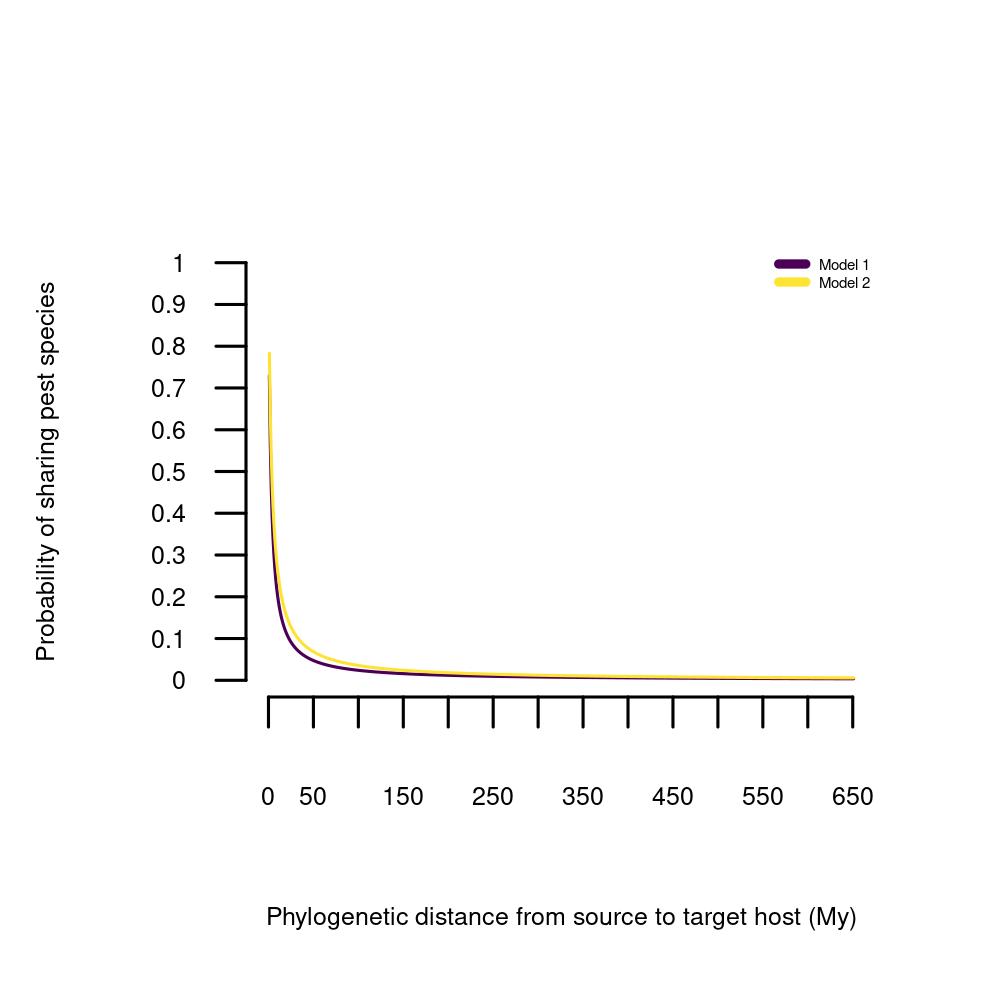 Model 1
Model 2
Probability of sharing pest species
1
0.9
0.8
0.7
0.6
0.5
0.4
0.3
0.2
0.1
0
0 50 150 250 350 450 550 650
Phylogenetic distance from source to target host (My)